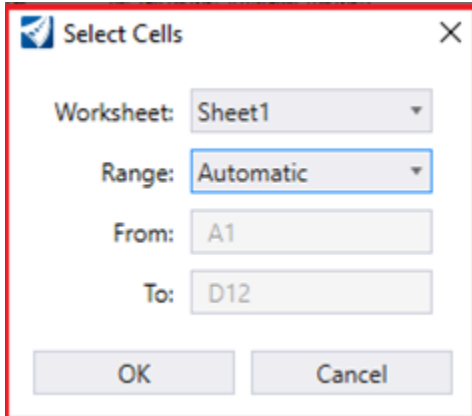 Select Cells
Worksheet: Sheet1
Range: Automatic
From: A1
To: D12
OK Cancel